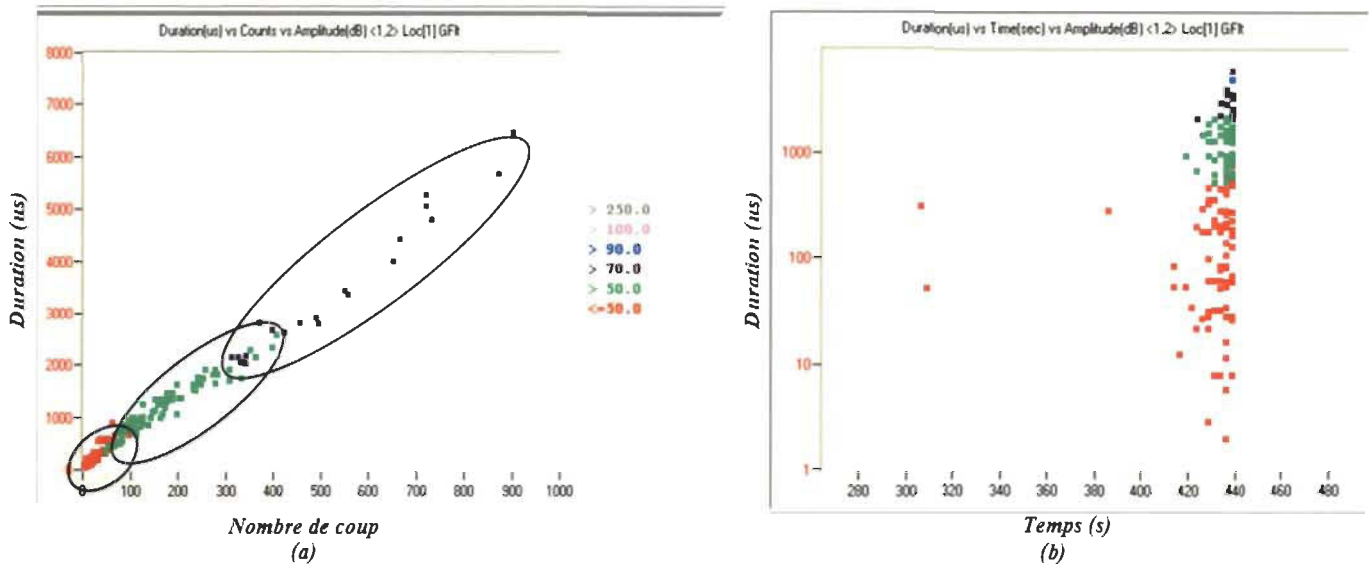 Duration(us) vs Counts vs Amplitude(dB) <1,2> Loc[1] GFlt
8000
7000
6000
5000
4000
3000
2000
1000
0
0 100 200 300 400 500 600 700 800 900 1000
Duration (us)
Nombre de coup
(a)
> 250.0
> 100.0
> 90.0
> 70.0
> 50.0
<=50.0
Duration(us) vs Time(sec) vs Amplitude(dB) <1,2> Loc[1] GFlt
1000
100
10
1
280 300 320 340 360 380 400 420 440 460 480
Duration (us)
Temps (s)
(b)